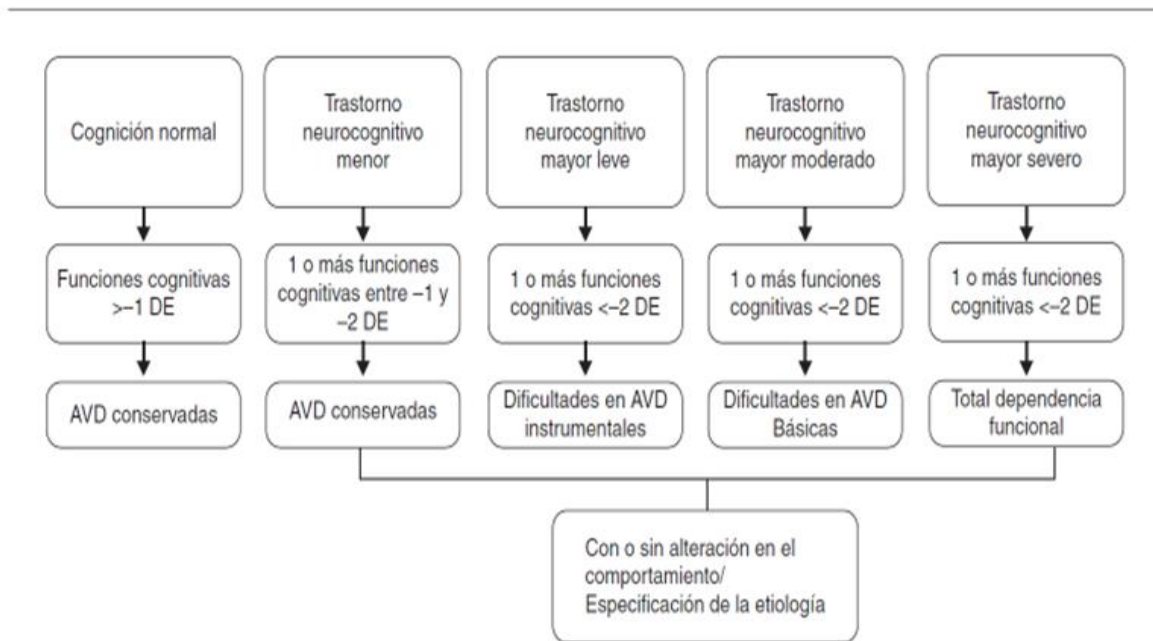 Cognición normal
Trastorno
neurocognitivo
menor
Trastorno
neurocognitivo
mayor leve
Trastorno
neurocognitivo
mayor moderado
Trastorno
neurocognitivo
mayor severo
Funciones cognitivas
>–1 DE
1 o más funciones
cognitivas entre –1 y
–2 DE
1 o más funciones
cognitivas <–2 DE
1 o más funciones
cognitivas <–2 DE
1 o más funciones
cognitivas <–2 DE
AVD conservadas
AVD conservadas
Dificultades en AVD
instrumentales
Dificultades en AVD
Básicas
Total dependencia
funcional
Con o sin alteración en el
comportamiento/
Especificación de la etiología